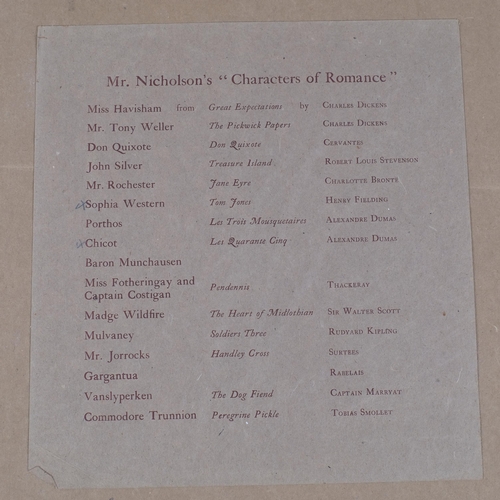 Mr. Nicholson's "Characters of Romance"
Miss Havisham from Great Expectations by Charles Dickens
Mr. Tony Weller The Pickwick Papers Charles Dickens
Don Quixote Don Quixote Cervantes
John Silver Treasure Island Robert Louis Stevenson
Mr. Rochester Jane Eyre Charlotte Bronte
Sophia Western Tom Jones Henry Fielding
Porthos Les Trois Mousquetaires Alexandre Dumas
Chicot Les Quarante Cinq Alexandre Dumas
Baron Munchausen
Miss Fotheringay and
Captain Costigan Pendennis Thackeray
Madge Wildfire The Heart of Midlothian Sir Walter Scott
Mulvaney Soldiers Three Rudyard Kipling
Mr. Jorrocks Handley Cross Surtees
Gargantua Rabelais
Vanslyperken The Dog Fiend Captain Marryat
Commodore Trunnion Peregrine Pickle Tobias Smollet